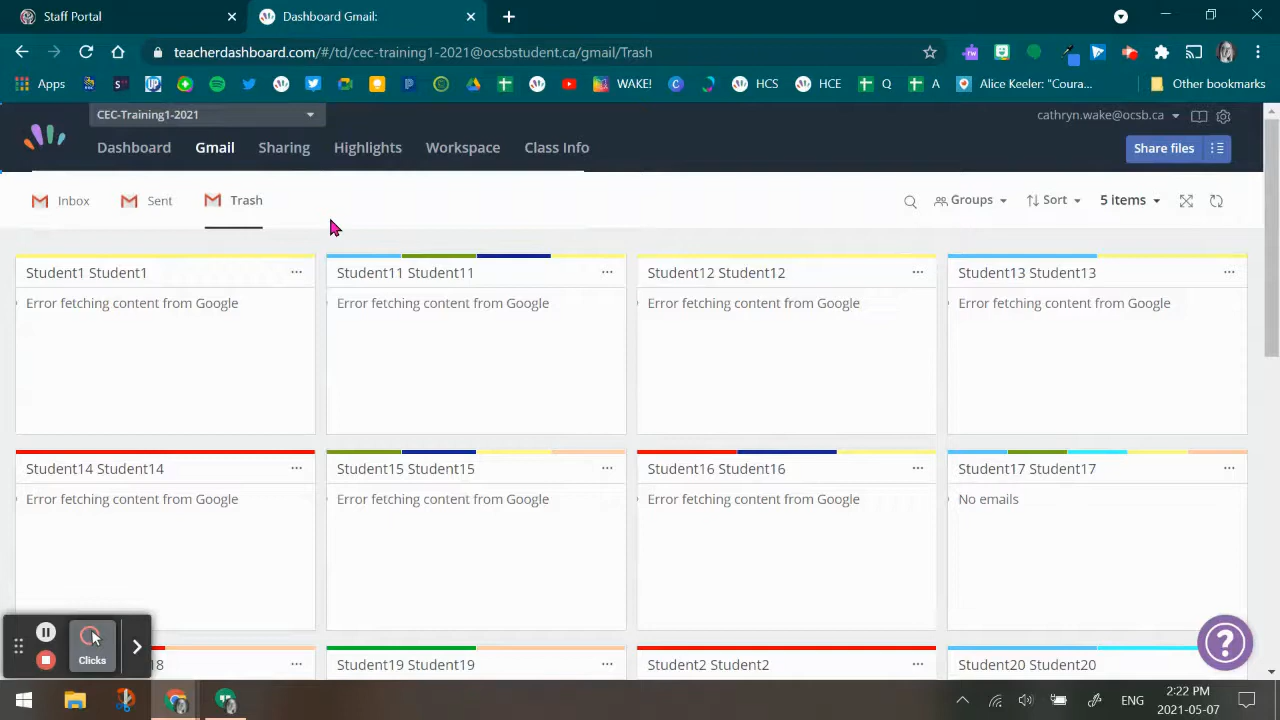 Staff Portal
Dashboard Gmail:
teacherdashboard.com/#/td/cec-training1-2021@ocsbstudent.ca/gmail/Trash
Apps
WAKE!
HCS
HCE
Q
A
Alice Keeler: "Coura...
Other bookmarks
CEC-Training1-2021
cathryn.wake@ocsb.ca
Dashboard
Gmail
Sharing
Highlights
Workspace
Class Info
Share files
Inbox
Sent
Trash
Groups
Sort
5 items
Student1 Student1
Student11 Student11
Student12 Student12
Student13 Student13
Error fetching content from Google
Error fetching content from Google
Error fetching content from Google
Error fetching content from Google
Student14 Student14
Student15 Student15
Student16 Student16
Student17 Student17
Error fetching content from Google
Error fetching content from Google
Error fetching content from Google
No emails
18
Student19 Student19
Student2 Student2
Student20 Student20
Clicks
ENG
2:22 PM
2021-05-07